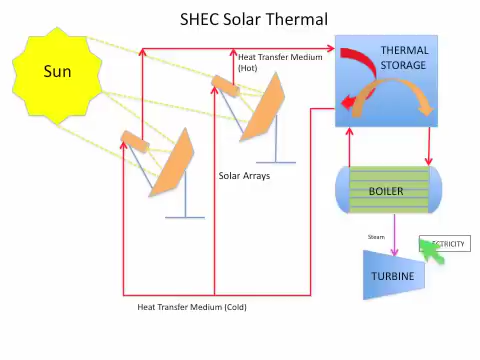 SHEC Solar Thermal
Sun
Heat Transfer Medium
(Hot)
THERMAL
STORAGE
Solar Arrays
BOILER
Steam
TURBINE
Heat Transfer Medium (Cold)